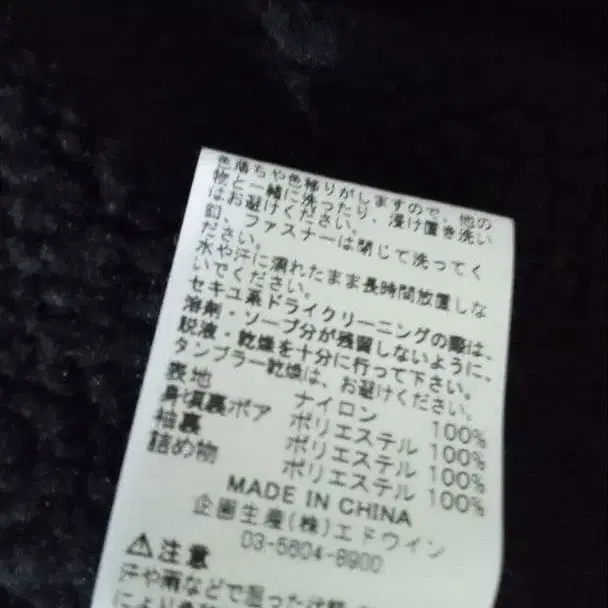 色落ちや色移りがしますので、他の
物と一緒に洗ったり、浸け置き洗い
はお避けください。
釦、ファスナーは閉じて洗ってく
ださい。
水や汗に濡れたまま長時間放置しな
いでください。
セキユ系ドライクリーニングの際は、
溶剤・ソープ分が残留しないように、
脱液・乾燥を十分に行って下さい。
タンブラー乾燥は、お避けください。
表地 ナイロン 100%
身頃裏ボア ポリエステル 100%
袖裏 ポリエステル 100%
詰め物 ポリエステル 100%
MADE IN CHINA
企画生産(株)エドウイン
03-5604-8900
⚠注意
汗や雨などで湿った状態
により